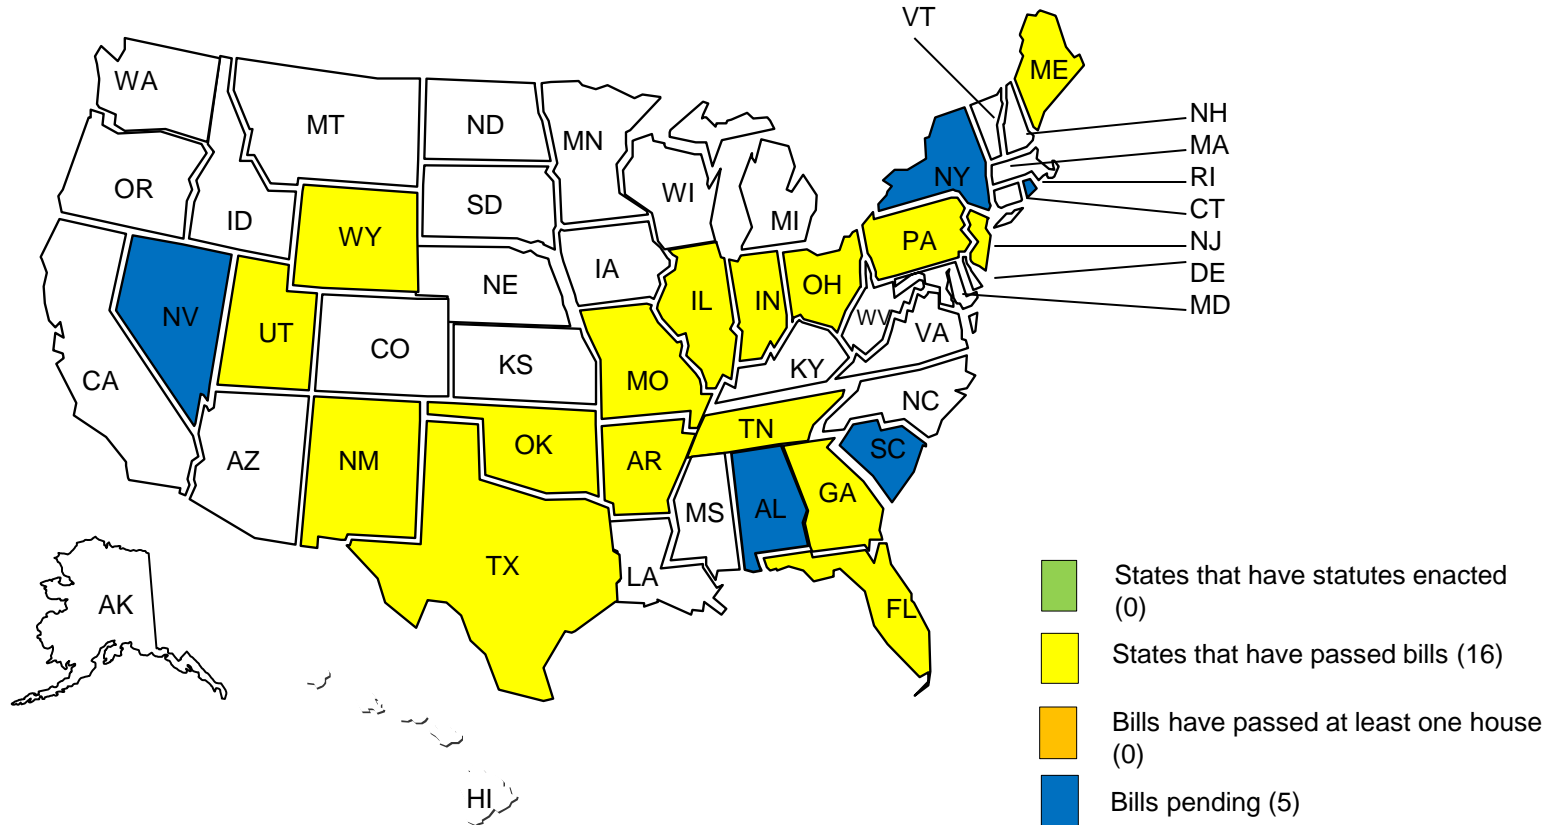 VT
ME
WA
NH
MT
ND
MN
MA
OR
ID
SD
WI
MI
NY
RI
CT
WY
PA
NJ
DE
NE
IA
IL
IN
OH
MD
NV
UT
CO
KS
MO
KY
WV
VA
CA
NC
AZ
NM
OK
AR
TN
SC
MS
AL
GA
TX
LA
FL
AK
HI
States that have statutes enacted
(0)
States that have passed bills (16)
Bills have passed at least one house
(0)
Bills pending (5)